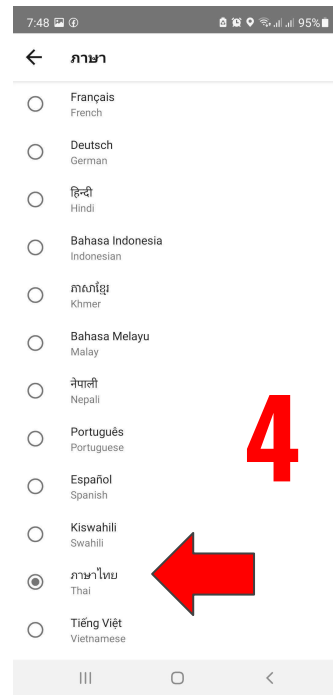 7:48 95%
ภาษา
Français
French
Deutsch
German
हिन्दी
Hindi
Bahasa Indonesia
Indonesian
ភាសាខ្មែរ
Khmer
Bahasa Melayu
Malay
नेपाली
Nepali
Português
Portuguese
4
Español
Spanish
Kiswahili
Swahili
ภาษาไทย
Thai
Tiếng Việt
Vietnamese